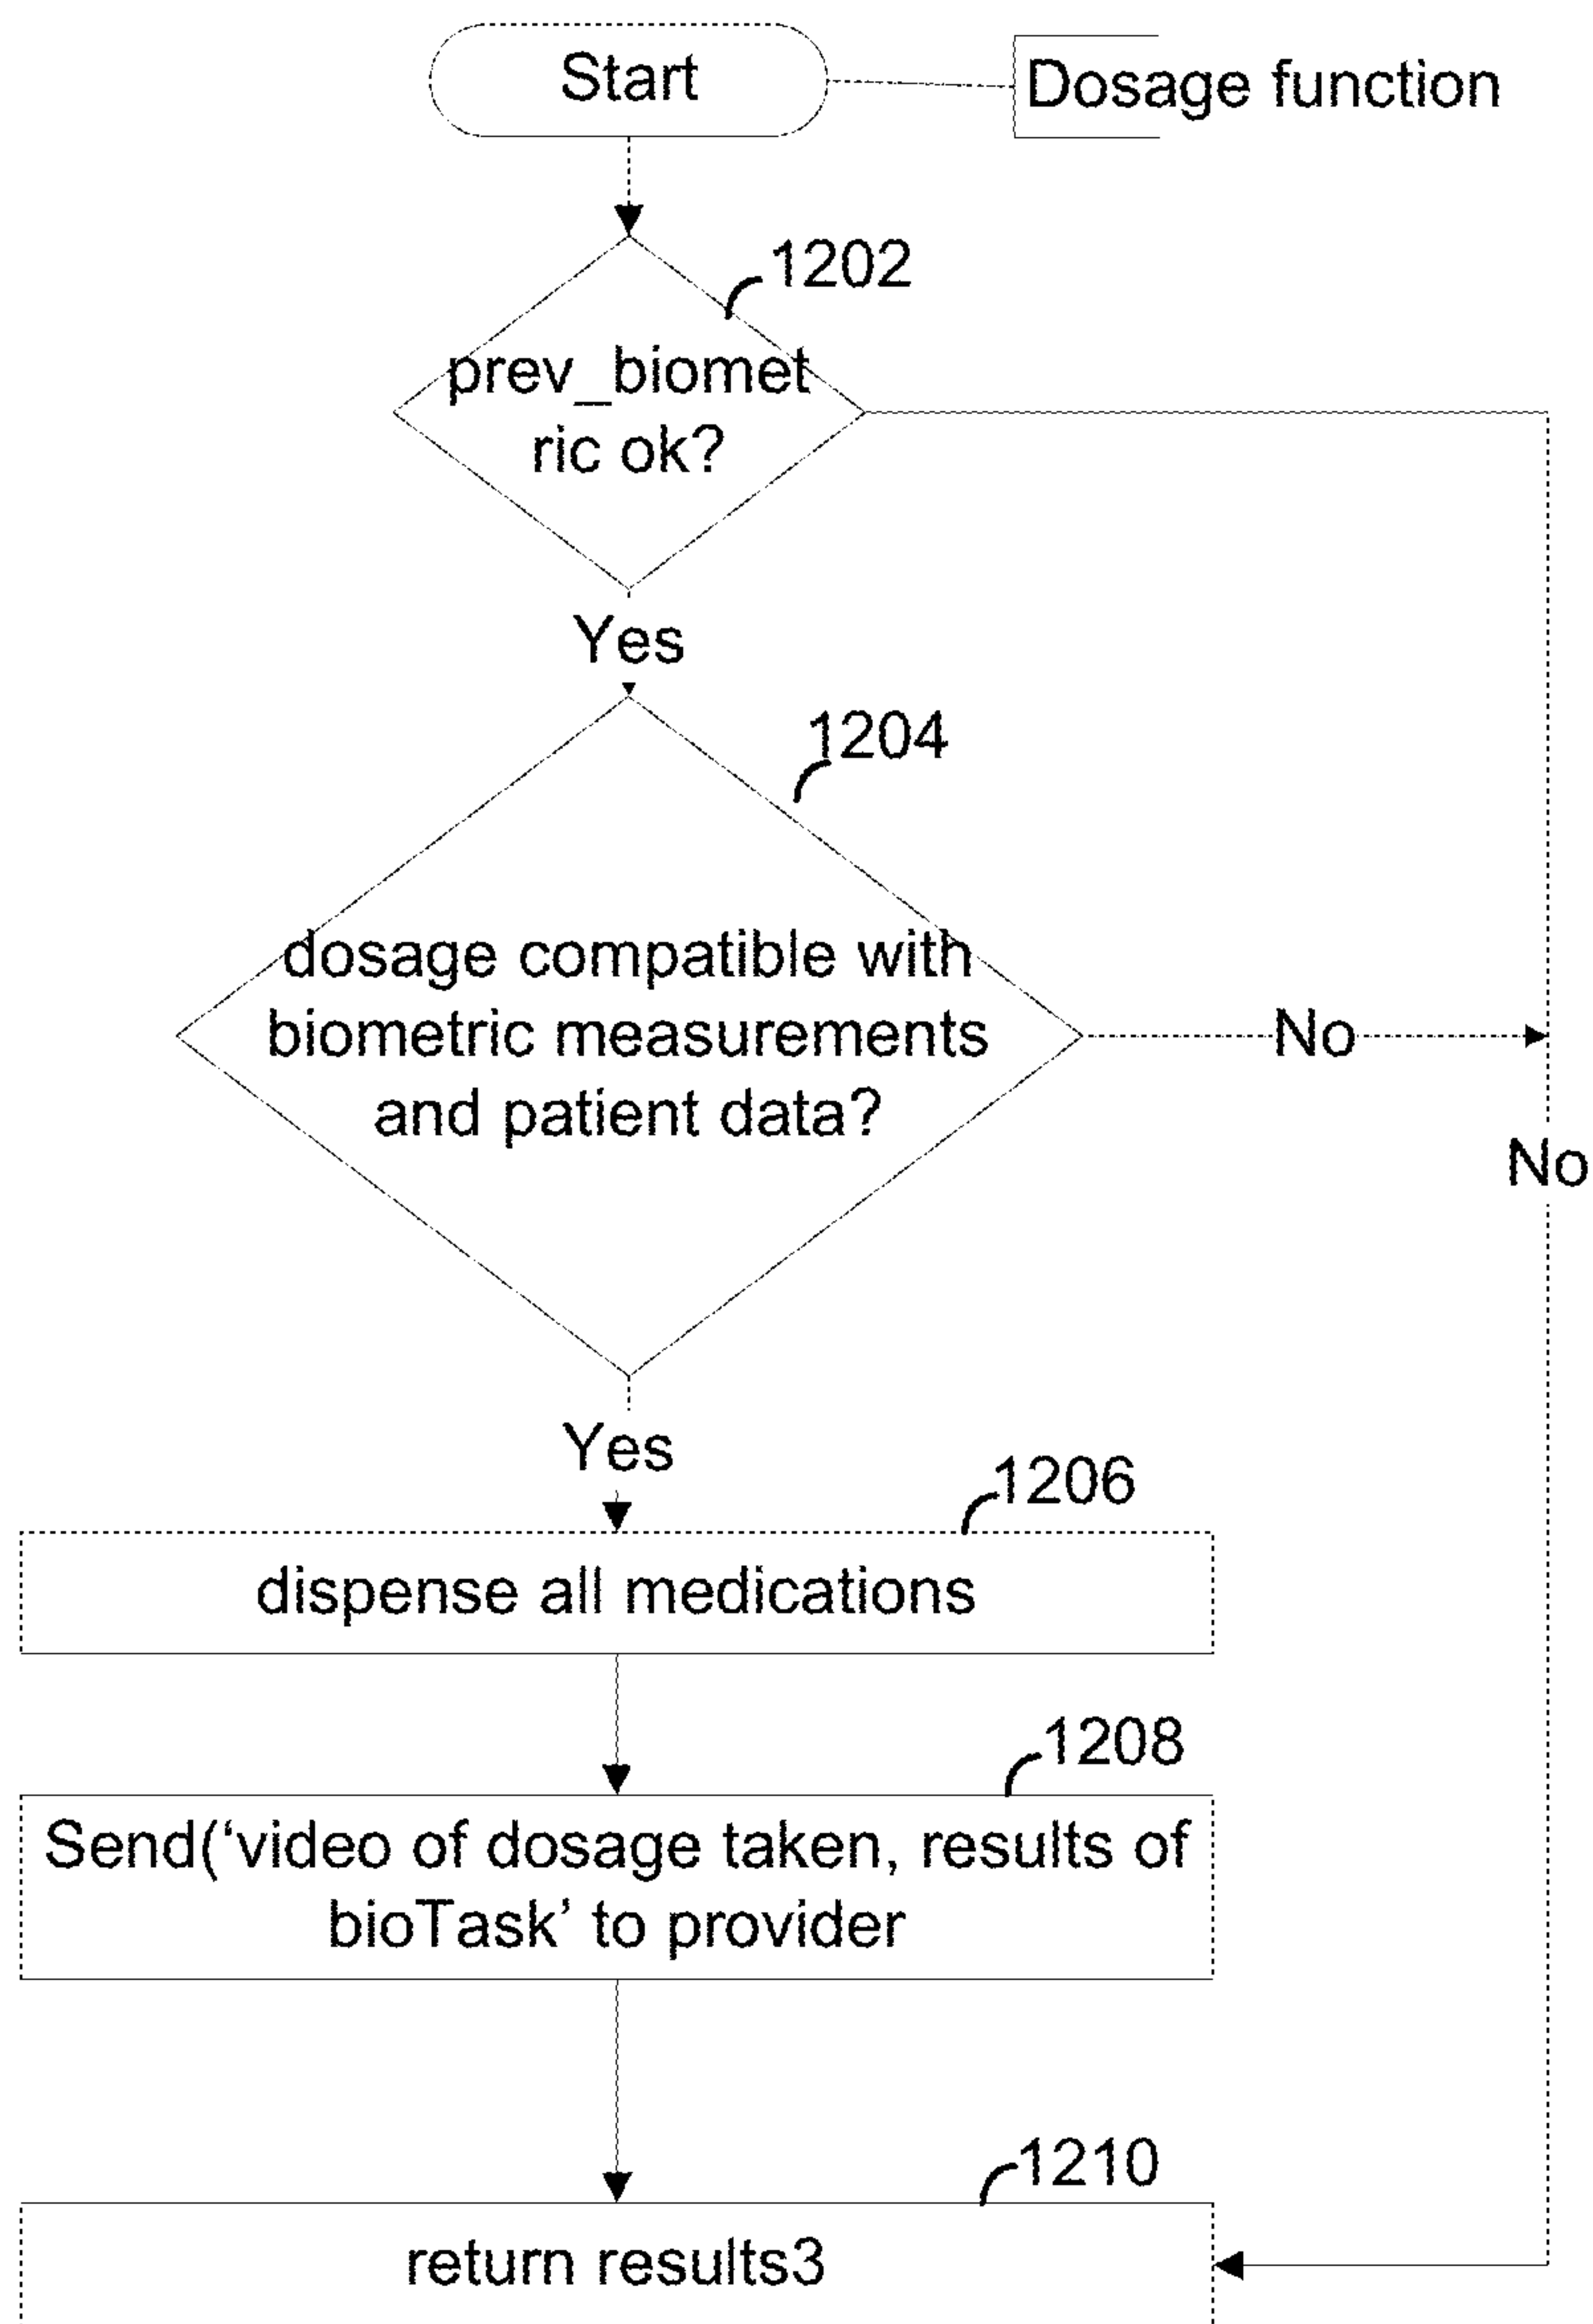 Start
Dosage function
1202
prev_biomet
ric ok?
Yes
1204
dosage compatible with
biometric measurements
and patient data?
No
No
Yes
1206
dispense all medications
1208
Send(‘video of dosage taken, results of
bioTask’ to provider
1210
return results3